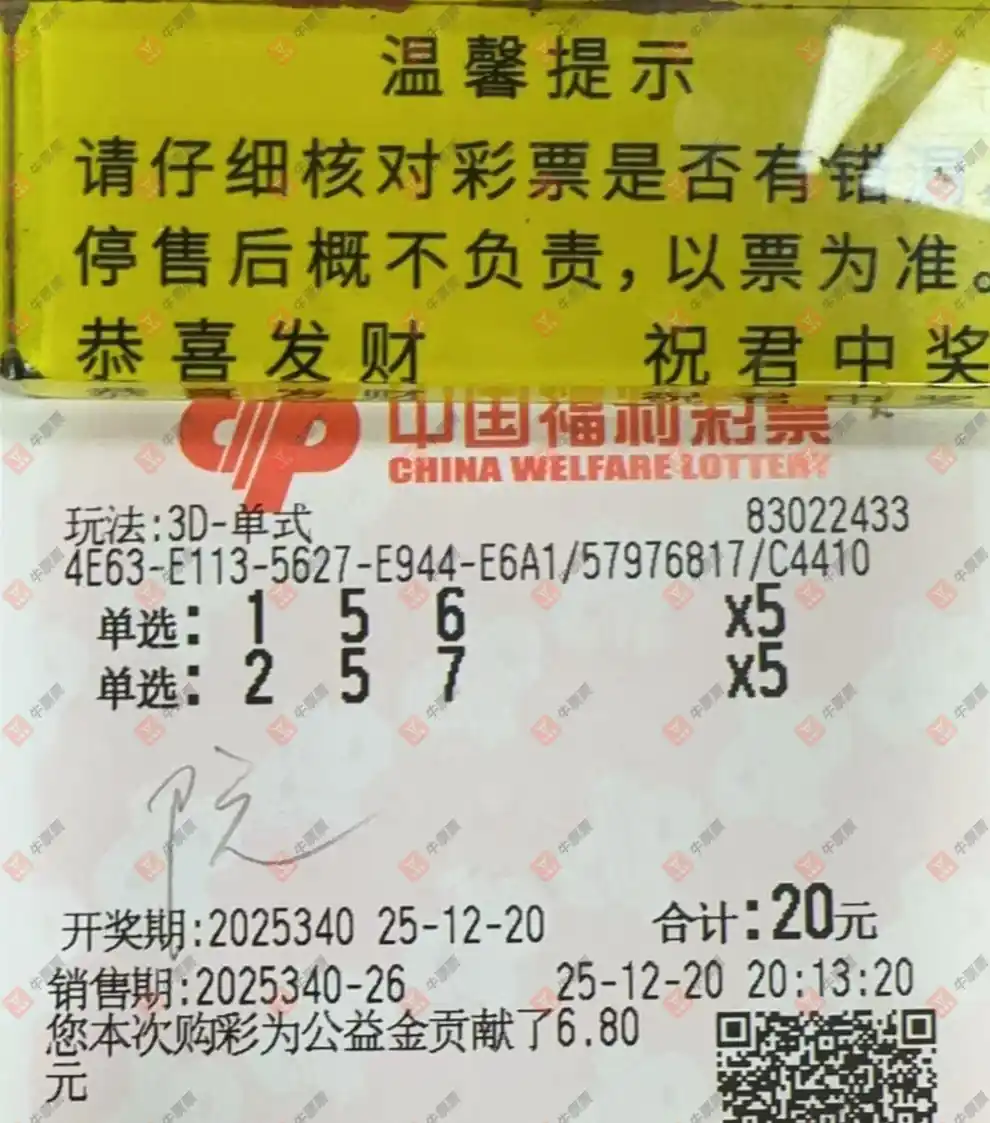 温馨提示
请仔细核对彩票是否有错漏
停售后概不负责,以票为准。
恭喜发财 祝君中奖
中国福利彩票
CHINA WELFARE LOTTERY
玩法:3D-单式 83022433
4E63-E113-5627-E944-E6A1/57976817/C4410
单选: 1 5 6 x5
单选: 2 5 7 x5
院
开奖期:2025340 25-12-20 合计:20元
销售期:2025340-26 25-12-20 20:13:20
您本次购彩为公益金贡献了6.80
元
牛票票